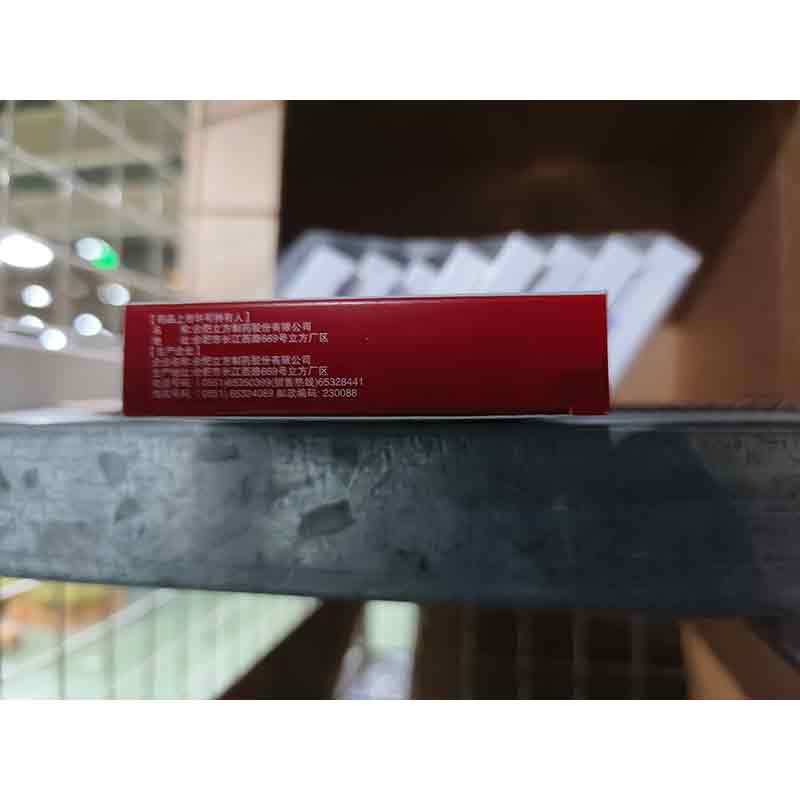 【药品上市许可持有人】
名 称:合肥立方制药股份有限公司
地 址:合肥市长江西路669号立方厂区
【生产企业】
企业名称:合肥立方制药股份有限公司
生产地址:合肥市长江西路669号立方厂区
电话号码:(0551)65350369(销售热线)65328441
传真号码:(0551) 65324089 邮政编码: 230088